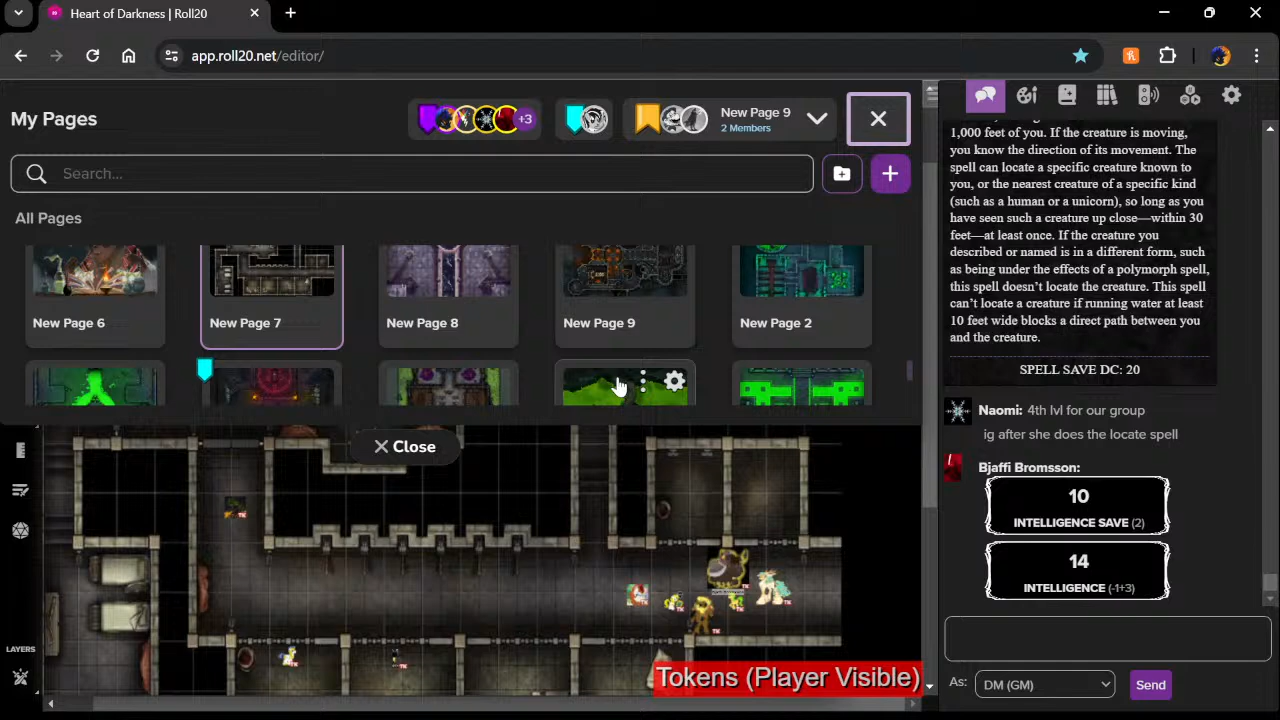 Heart of Darkness | Roll20
app.roll20.net/editor/
My Pages
+3
New Page 9
2 Members
Search...
All Pages
New Page 6
New Page 7
New Page 8
New Page 9
New Page 2
Close
LAYERS
Tokens (Player Visible)
1,000 feet of you. If the creature is moving,
you know the direction of its movement. The
spell can locate a specific creature known to
you, or the nearest creature of a specific kind
(such as a human or a unicorn), so long as you
have seen such a creature up close—within 30
feet—at least once. If the creature you
described or named is in a different form, such
as being under the effects of a polymorph spell,
this spell doesn’t locate the creature. This spell
can’t locate a creature if running water at least
10 feet wide blocks a direct path between you
and the creature.
SPELL SAVE DC: 20
Naomi: 4th lvl for our group
ig after she does the locate spell
Bjaffi Bromsson:
10
INTELLIGENCE SAVE (2)
14
INTELLIGENCE (-1+3)
As:
DM (GM)
Send